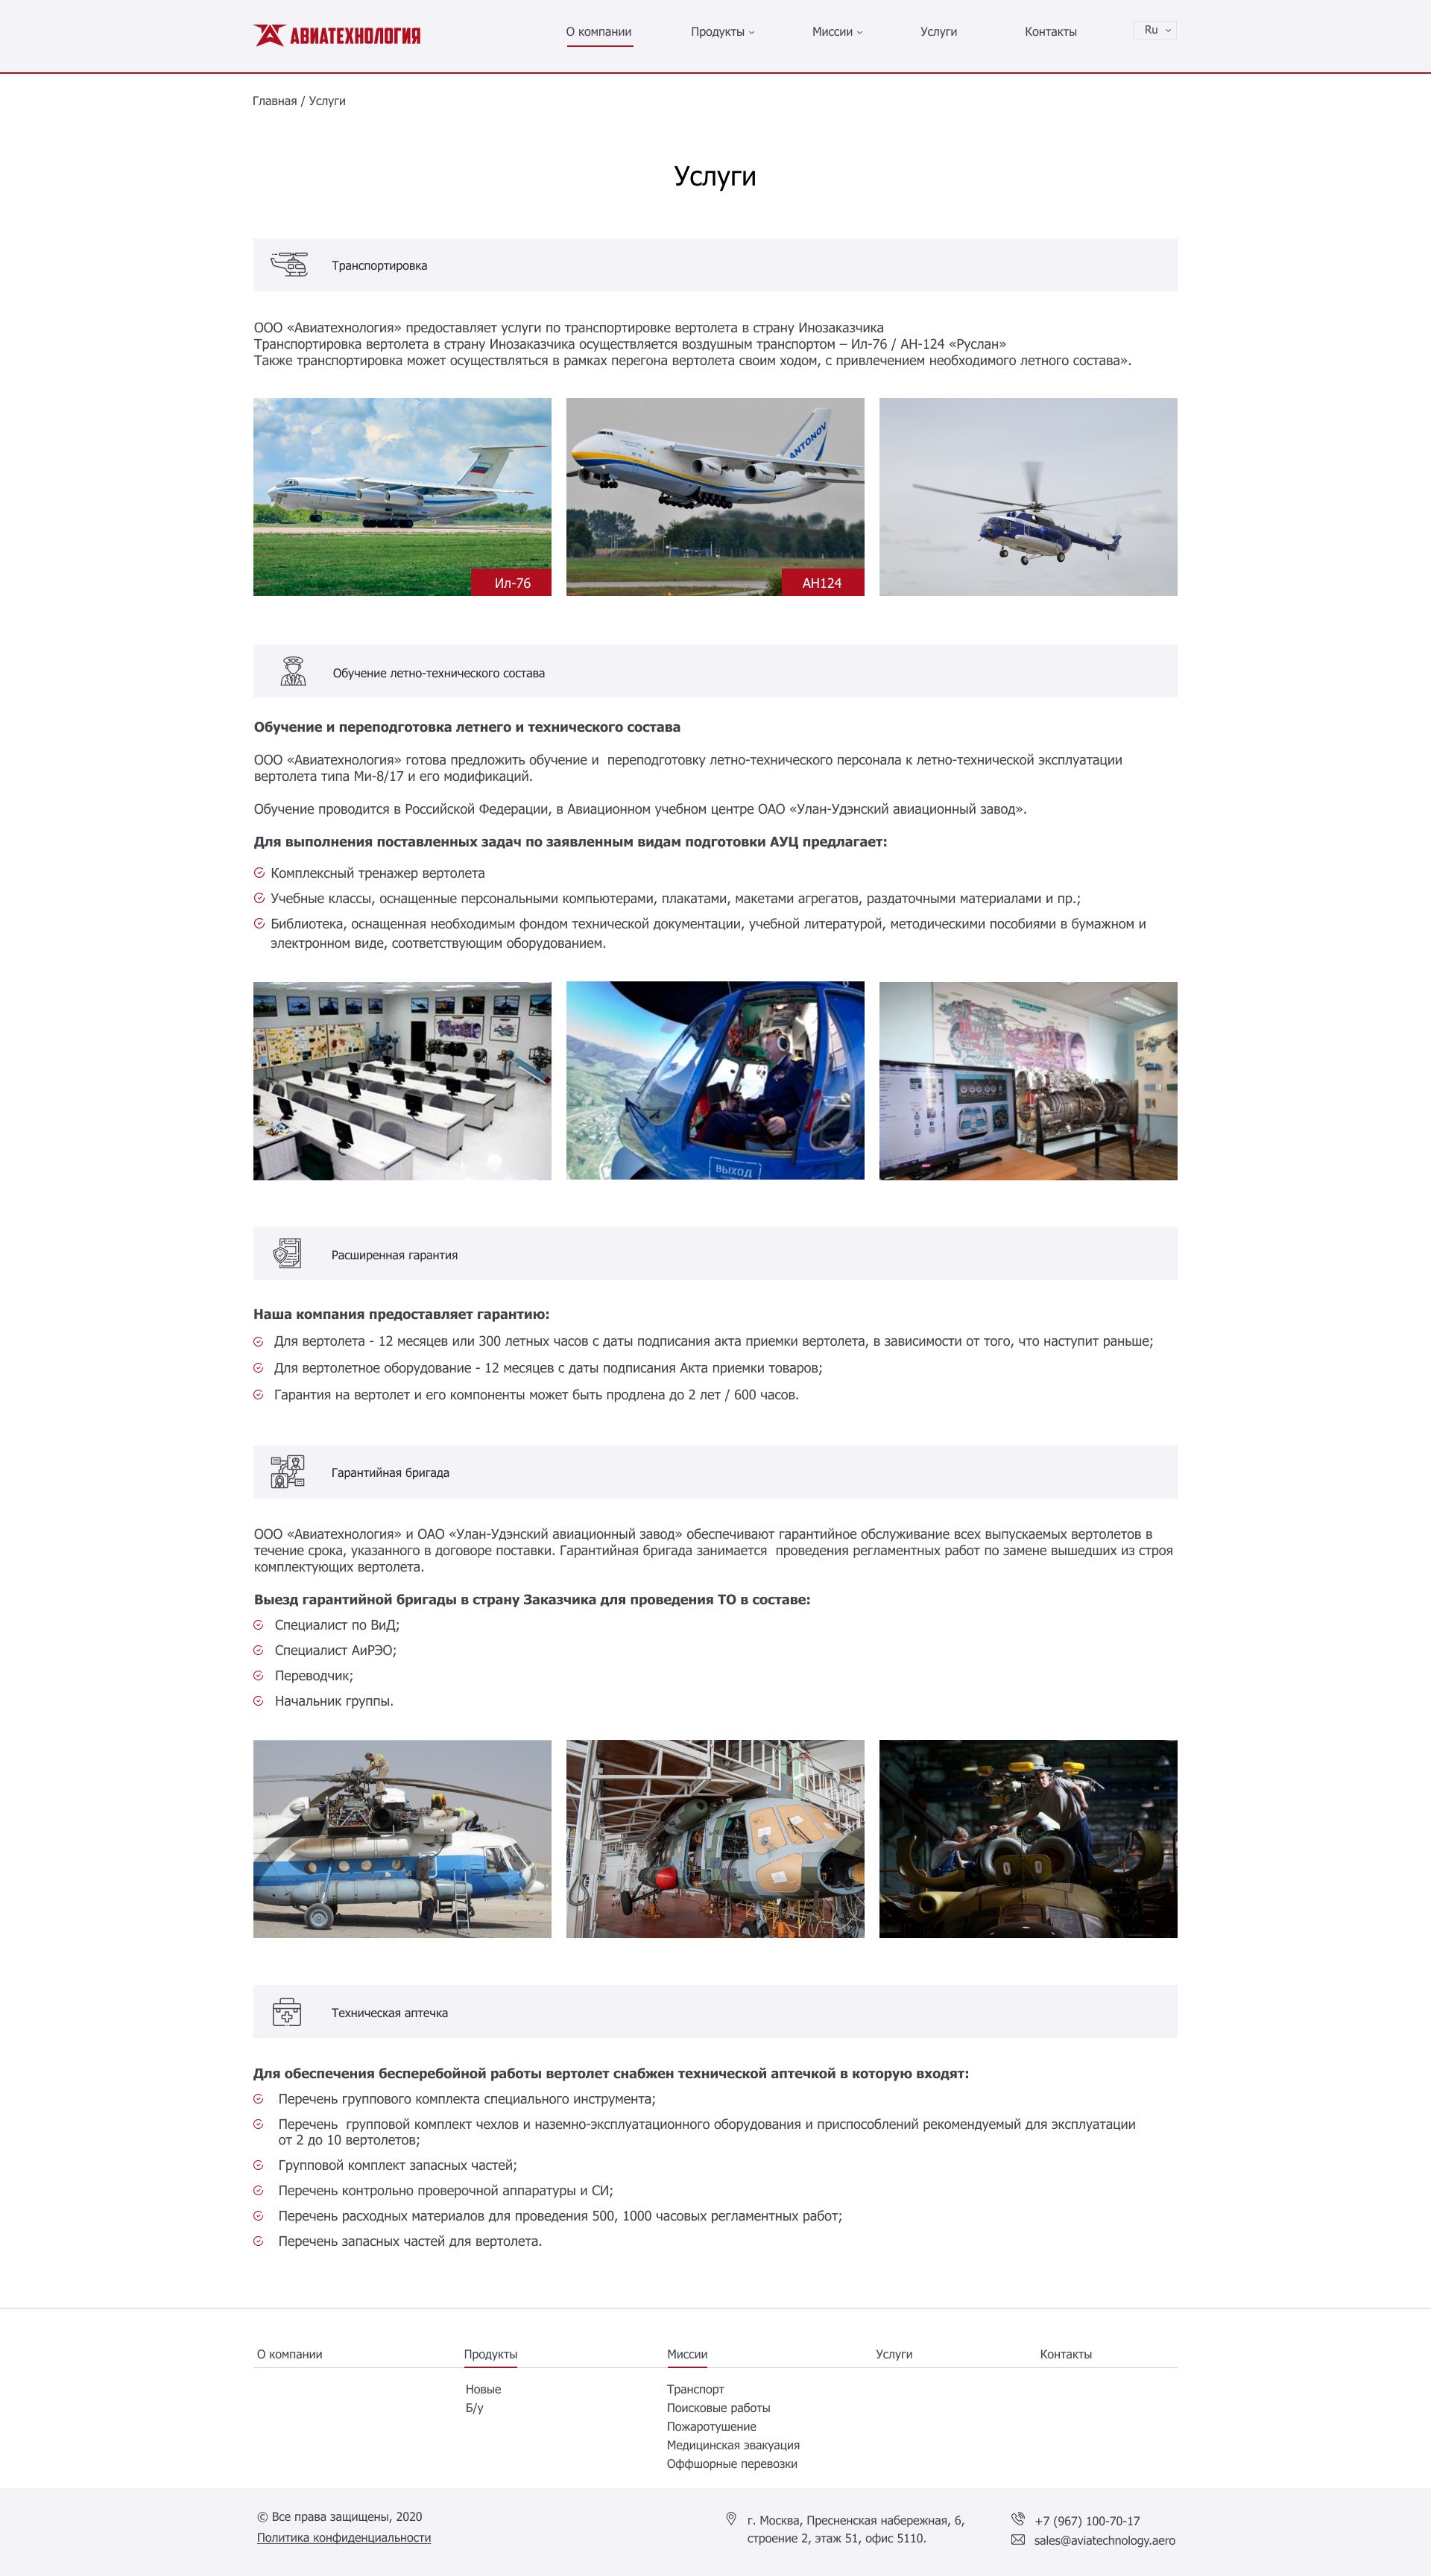 АВИАТЕХНОЛОГИЯ
О компании
Продукты
Миссии
Услуги
Контакты
Ru
Главная / Услуги
Услуги
Транспортировка
ООО «Авиатехнология» предоставляет услуги по транспортировке вертолета в страну Инозаказчика
Транспортировка вертолета в страну Инозаказчика осуществляется воздушным транспортом – Ил-76 / АН-124 «Руслан»
Также транспортировка может осуществляться в рамках перегона вертолета своим ходом, с привлечением необходимого летного состава».
ANTONOV
Ил-76
АН124
Обучение летно-технического состава
Обучение и переподготовка летнего и технического состава
ООО «Авиатехнология» готова предложить обучение и  переподготовку летно-технического персонала к летно-технической эксплуатации
вертолета типа Ми-8/17 и его модификаций.
Обучение проводится в Российской Федерации, в Авиационном учебном центре ОАО «Улан-Удэнский авиационный завод».
Для выполнения поставленных задач по заявленным видам подготовки АУЦ предлагает:
Комплексный тренажер вертолета
Учебные классы, оснащенные персональными компьютерами, плакатами, макетами агрегатов, раздаточными материалами и пр.;
Библиотека, оснащенная необходимым фондом технической документации, учебной литературой, методическими пособиями в бумажном и
электронном виде, соответствующим оборудованием.
ВЫХОД
Расширенная гарантия
Наша компания предоставляет гарантию:
Для вертолета - 12 месяцев или 300 летных часов с даты подписания акта приемки вертолета, в зависимости от того, что наступит раньше;
Для вертолетное оборудование - 12 месяцев с даты подписания Акта приемки товаров;
Гарантия на вертолет и его компоненты может быть продлена до 2 лет / 600 часов.
Гарантийная бригада
ООО «Авиатехнология» и ОАО «Улан-Удэнский авиационный завод» обеспечивают гарантийное обслуживание всех выпускаемых вертолетов в
течение срока, указанного в договоре поставки. Гарантийная бригада занимается  проведения регламентных работ по замене вышедших из строя
комплектующих вертолета.
Выезд гарантийной бригады в страну Заказчика для проведения ТО в составе:
Специалист по ВиД;
Специалист АиРЭО;
Переводчик;
Начальник группы.
Техническая аптечка
Для обеспечения бесперебойной работы вертолет снабжен технической аптечкой в которую входят:
Перечень группового комплекта специального инструмента;
Перечень  групповой комплект чехлов и наземно-эксплуатационного оборудования и приспособлений рекомендуемый для эксплуатации
от 2 до 10 вертолетов;
Групповой комплект запасных частей;
Перечень контрольно проверочной аппаратуры и СИ;
Перечень расходных материалов для проведения 500, 1000 часовых регламентных работ;
Перечень запасных частей для вертолета.
О компании
Продукты
Миссии
Услуги
Контакты
Новые
Б/у
Транспорт
Поисковые работы
Пожаротушение
Медицинская эвакуация
Оффшорные перевозки
© Все права защищены, 2020
Политика конфиденциальности
г. Москва, Пресненская набережная, 6,
строение 2, этаж 51, офис 5110.
+7 (967) 100-70-17
sales@aviatechnology.aero